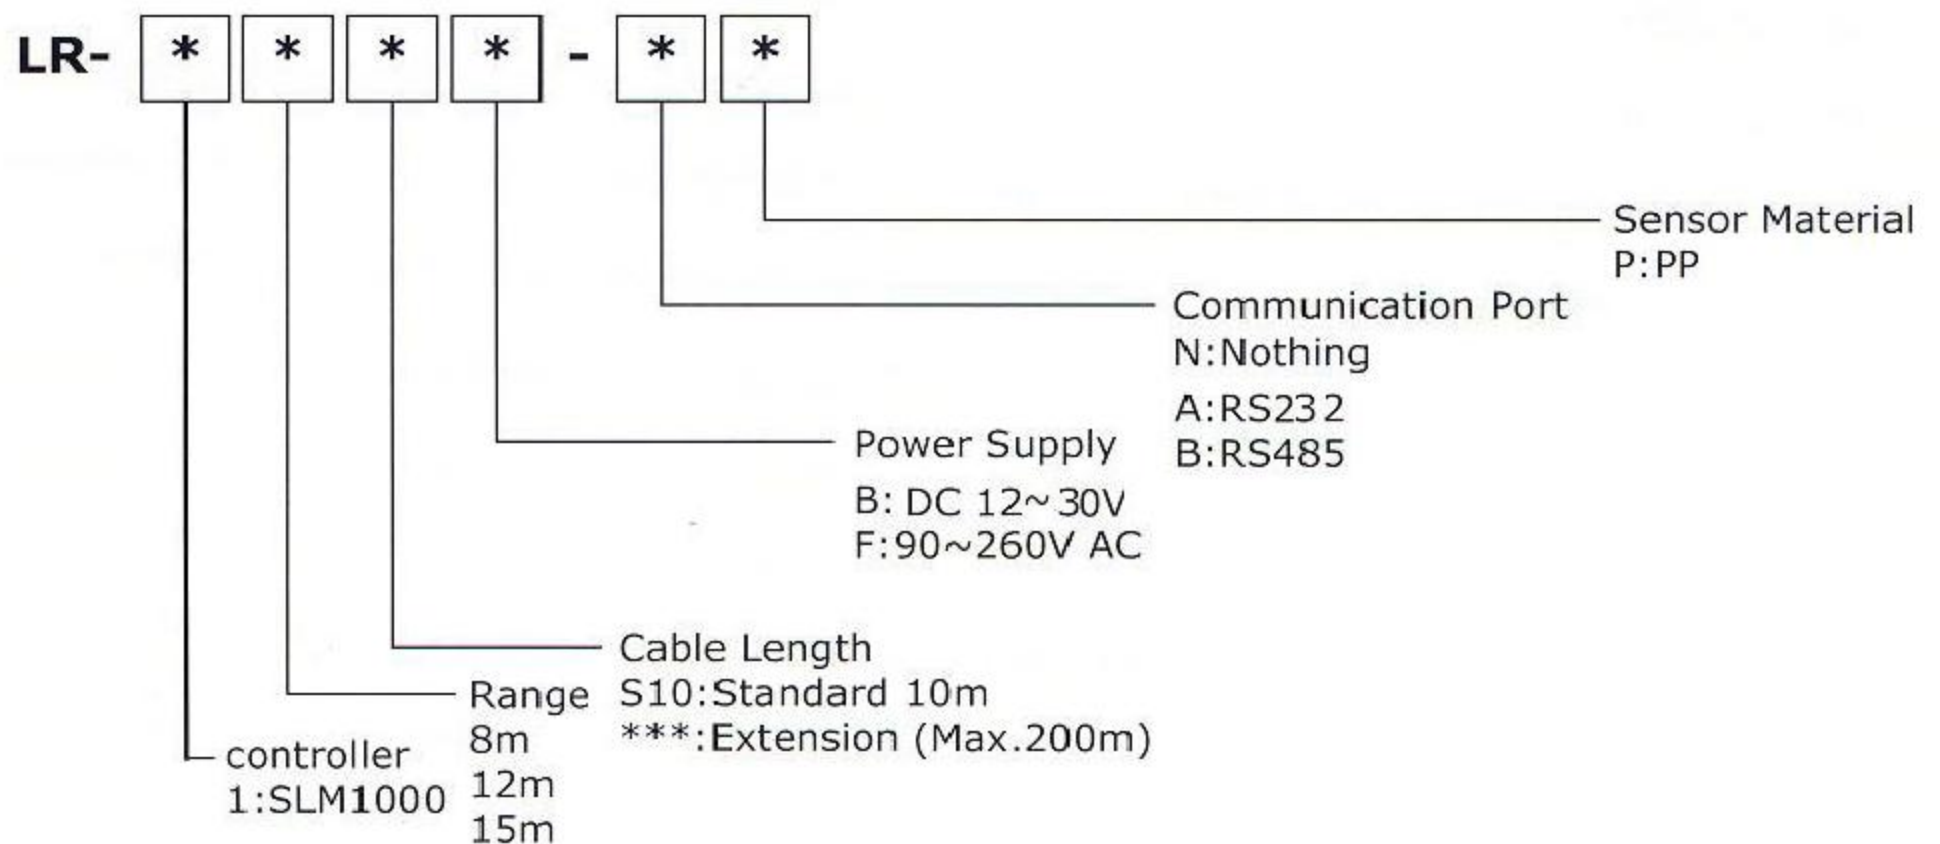 LR- * * * * - * *
Sensor Material
P:PP
Communication Port
N:Nothing
A:RS232
B:RS485
Power Supply
B: DC 12~30V
F:90~260V AC
Cable Length
S10:Standard 10m
***:Extension (Max.200m)
Range
8m
12m
15m
controller
1:SLM1000